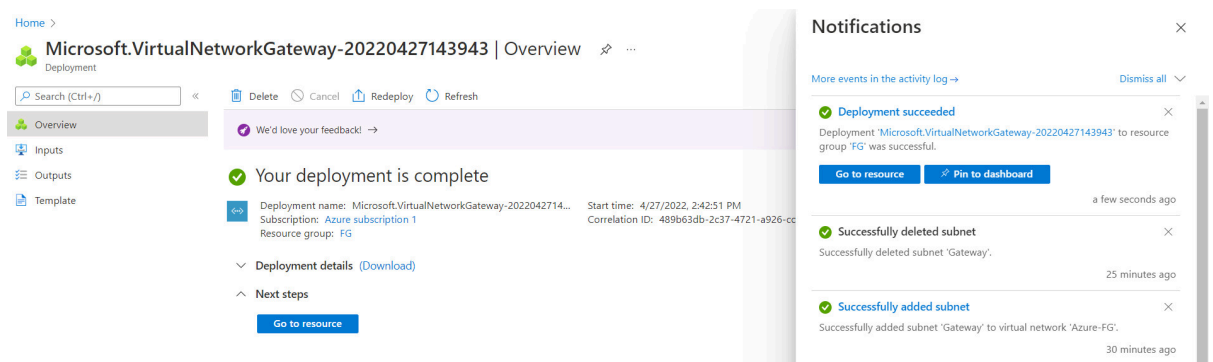 Home >
Microsoft.VirtualNetworkGateway-20220427143943 | Overview
Deployment
Search (Ctrl+/)
Overview
Inputs
Outputs
Template
Delete Cancel Redeploy Refresh
We'd love your feedback! →
Your deployment is complete
Deployment name: Microsoft.VirtualNetworkGateway-2022042714...
Subscription: Azure subscription 1
Resource group: FG
Start time: 4/27/2022, 2:42:51 PM
Correlation ID: 489b63db-2c37-4721-a926-cc
Deployment details (Download)
Next steps
Go to resource
Notifications
More events in the activity log → Dismiss all
Deployment succeeded
Deployment 'Microsoft.VirtualNetworkGateway-20220427143943' to resource
group 'FG' was successful.
Go to resource Pin to dashboard
a few seconds ago
Successfully deleted subnet
Successfully deleted subnet 'Gateway'.
25 minutes ago
Successfully added subnet
Successfully added subnet 'Gateway' to virtual network 'Azure-FG'.
30 minutes ago